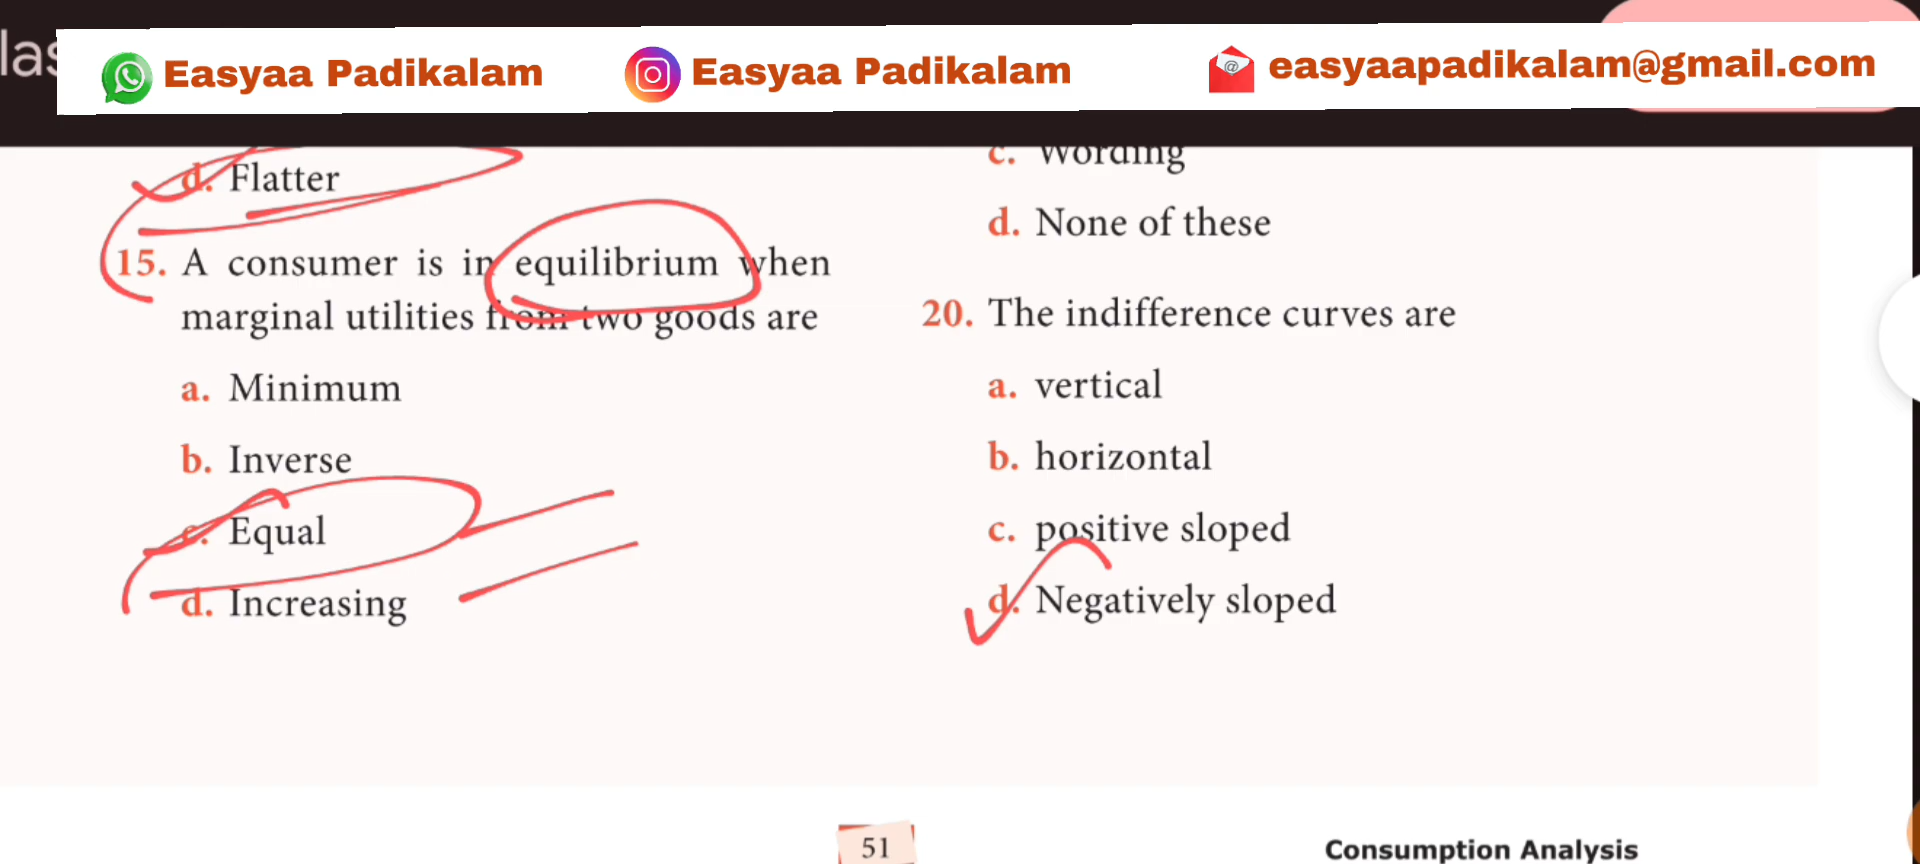 las
Easyaa Padikalam
Easyaa Padikalam
easyaapadikalam@gmail.com
d. Flatter
15. A consumer is in equilibrium when
marginal utilities from two goods are
a. Minimum
b. Inverse
c. Equal
d. Increasing
c. Wording
d. None of these
20. The indifference curves are
a. vertical
b. horizontal
c. positive sloped
d. Negatively sloped
51
Consumption Analysis